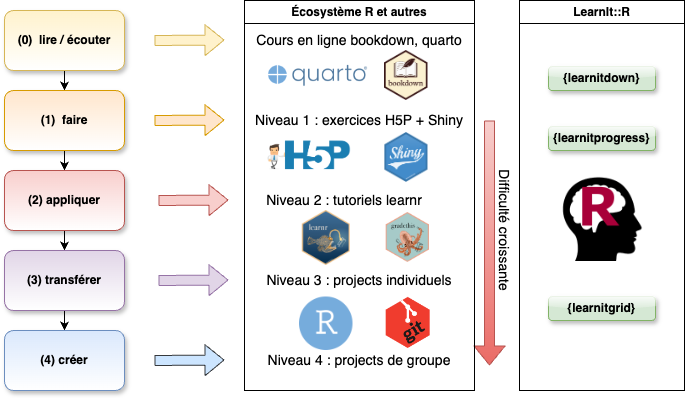 (0) lire / écouter
(1) faire
(2) appliquer
(3) transférer
(4) créer
Écosystème R et autres
Cours en ligne bookdown, quarto
quarto
bookdown
Niveau 1 : exercices H5P + Shiny
H5P
Shiny
Niveau 2 : tutoriels learnr
learnr
gradethis
Niveau 3 : projects individuels
R
git
Niveau 4 : projects de groupe
Difficulté croissante
LearnIt::R
{learnitdown}
{learnitprogress}
R
{learnitgrid}